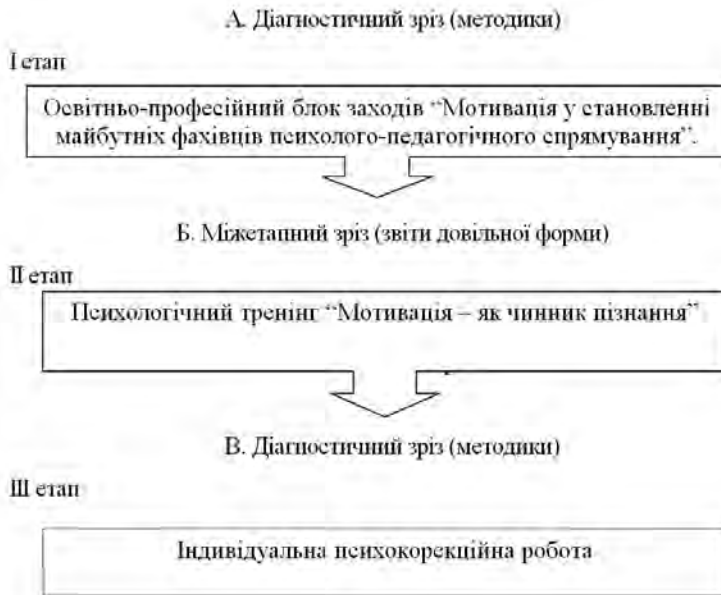 А. Діагностичний зріз (методики)
І етап
Освітньо-професійний блок заходів “Мотивація у становленні
майбутніх фахівців психолого-педагогічного спрямування”.
Б. Міжетапний зріз (звіти довільної форми)
ІІ етап
Психологічний тренінг “Мотивація – як чинник пізнання”
В. Діагностичний зріз (методики)
ІІІ етап
Індивідуальна психокорекційна робота